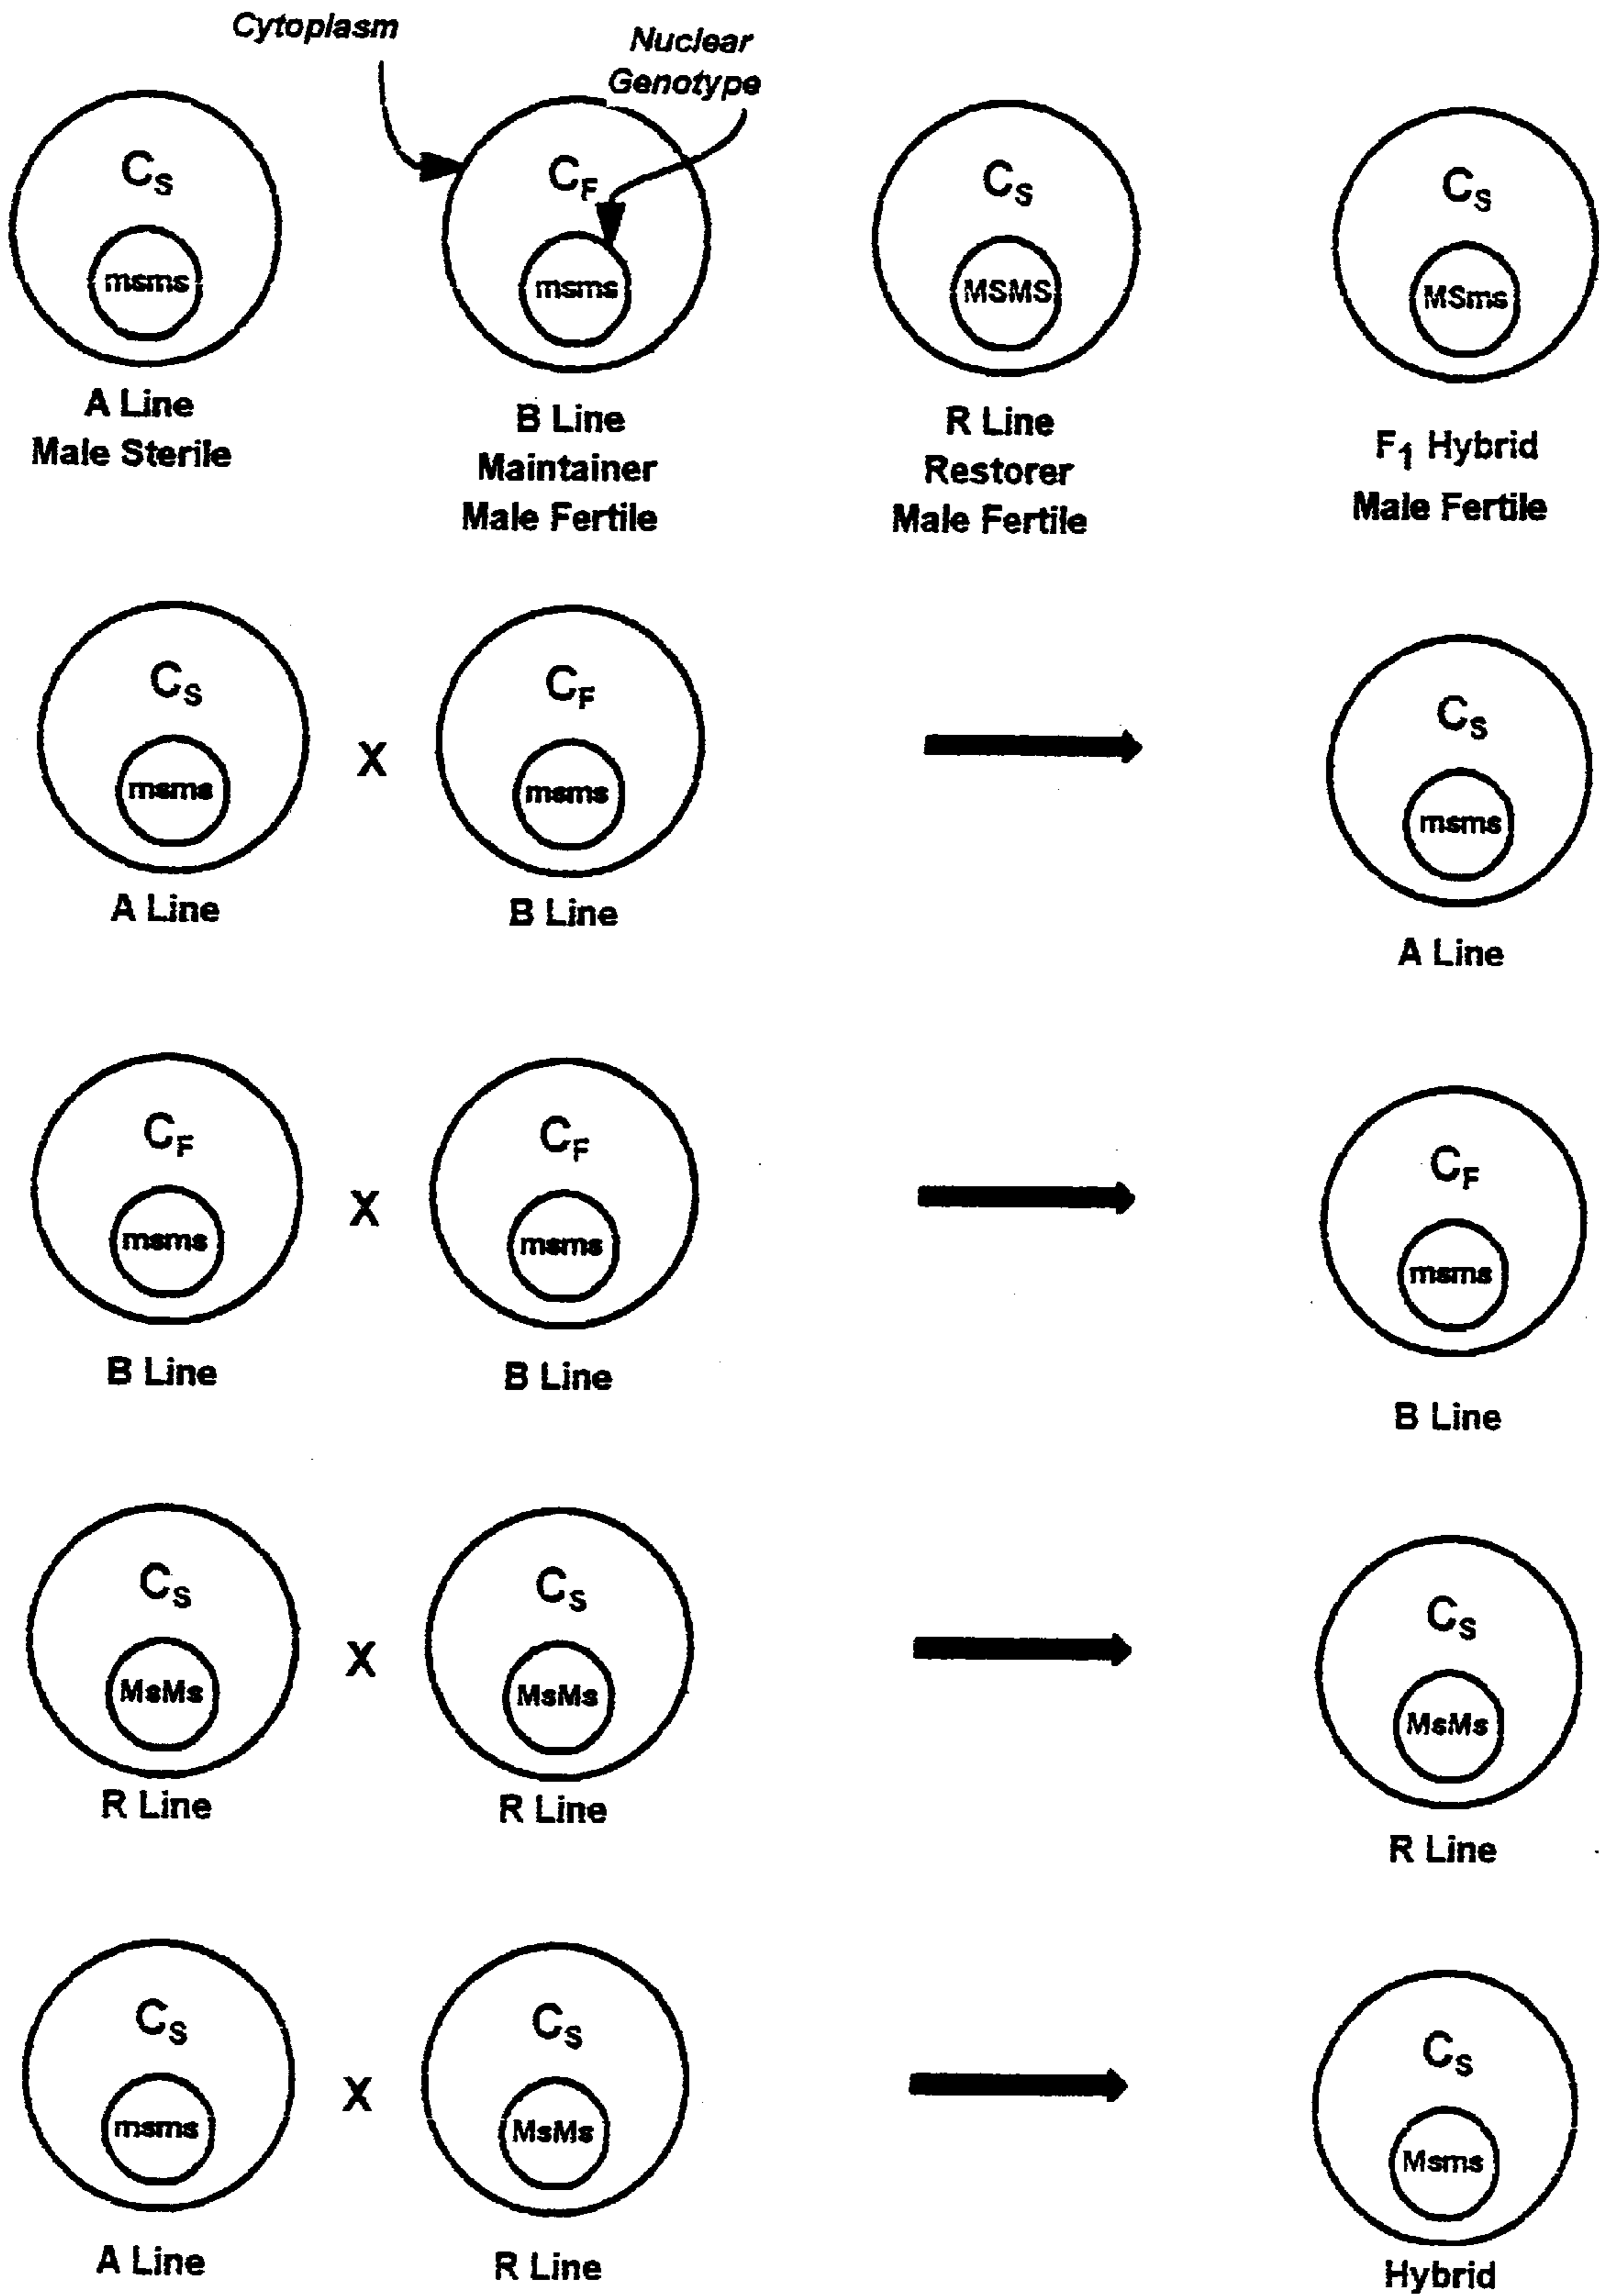 Cytoplasm
Nuclear
Genotype
C_S
C_F
C_S
C_S
msms
msms
MSMS
MSms
A Line
Male Sterile
B Line
Maintainer
Male Fertile
R Line
Restorer
Male Fertile
F_1 Hybrid
Male Fertile
C_S
C_F
C_S
msms
X
msms
msms
A Line
B Line
A Line
C_F
C_F
C_F
msms
X
msms
msms
B Line
B Line
B Line
C_S
C_S
C_S
MsMs
X
MsMs
MsMs
R Line
R Line
R Line
C_S
C_S
C_S
msms
X
MsMs
Msms
A Line
R Line
Hybrid